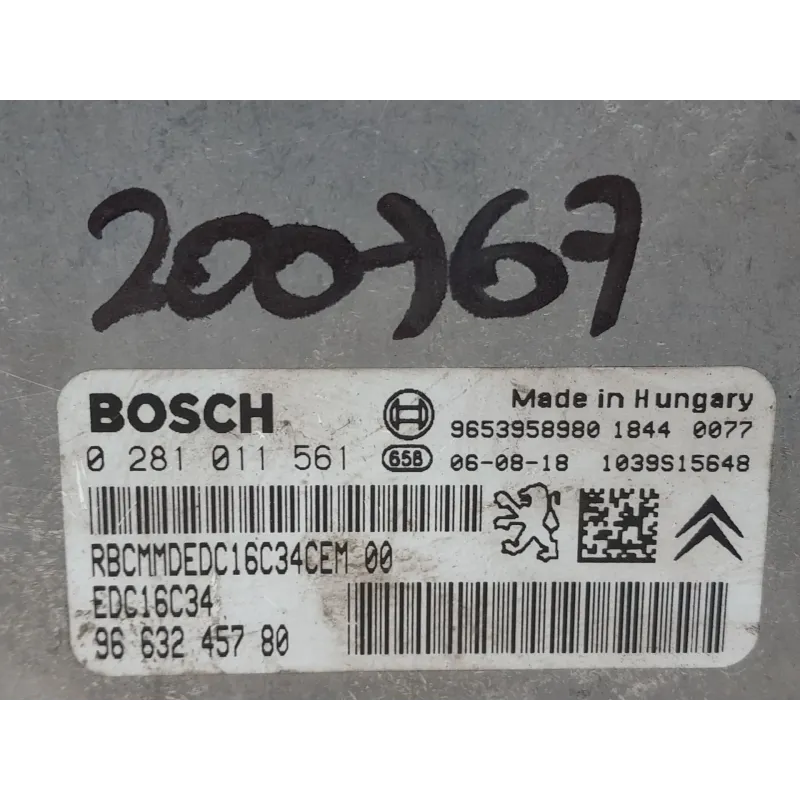 200767
BOSCH
Made in Hungary
9653958980 1844 0077
0 281 011 561
658 06-08-18 1039S15648
RBCMMDEDC16C34CEM 00
EDC16C34
96 632 457 80